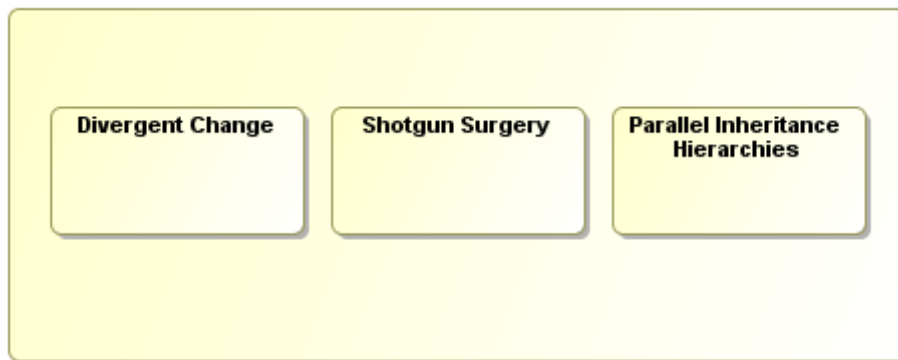 Divergent Change
Shotgun Surgery
Parallel Inheritance
Hierarchies